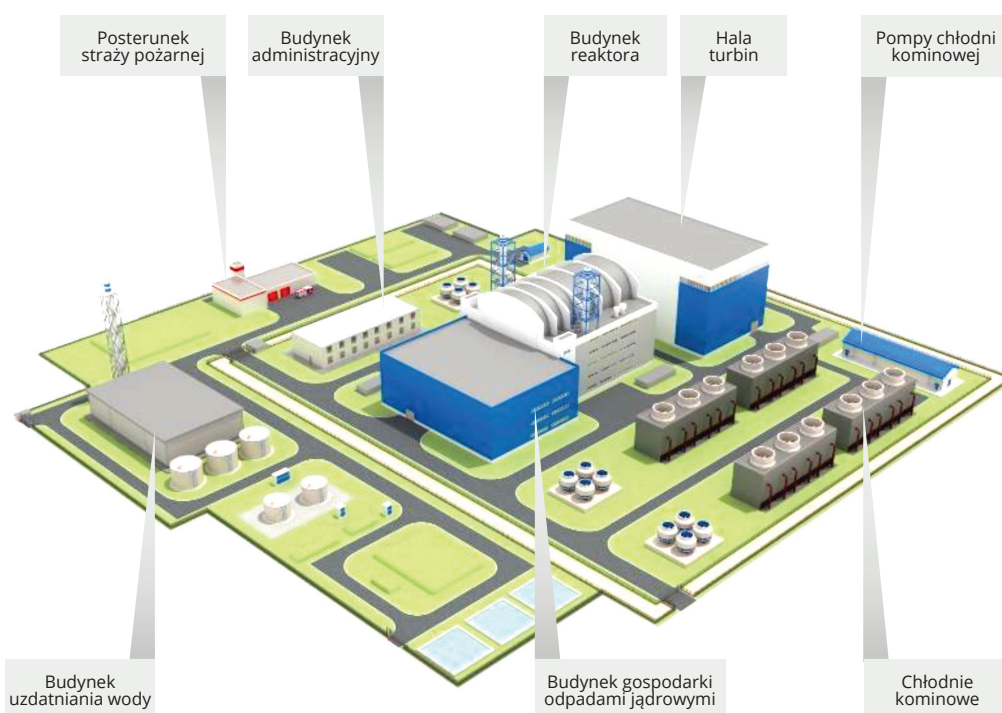 Posterunek
straży pożarnej
Budynek
administracyjny
Budynek
reaktora
Hala
turbin
Pompy chłodni
kominowej
Budynek
uzdatniania wody
Budynek gospodarki
odpadami jądrowymi
Chłodnie
kominowe